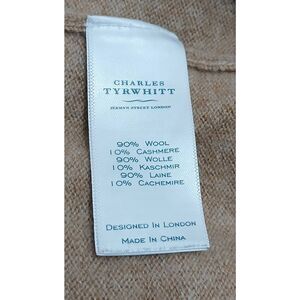 CHARLES
TYRWHITT
JERMYN STREET LONDON
90% WOOL
10% CASHMERE
90% WOLLE
10% KASCHMIR
90% LAINE
10% CACHEMIRE
DESIGNED IN LONDON
MADE IN CHINA